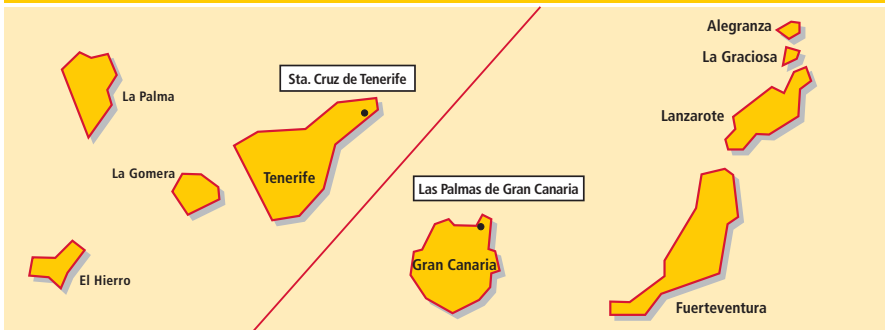 Alegranza
La Graciosa
Sta. Cruz de Tenerife
La Palma
Lanzarote
La Gomera
Tenerife
Las Palmas de Gran Canaria
Gran Canaria
El Hierro
Fuerteventura